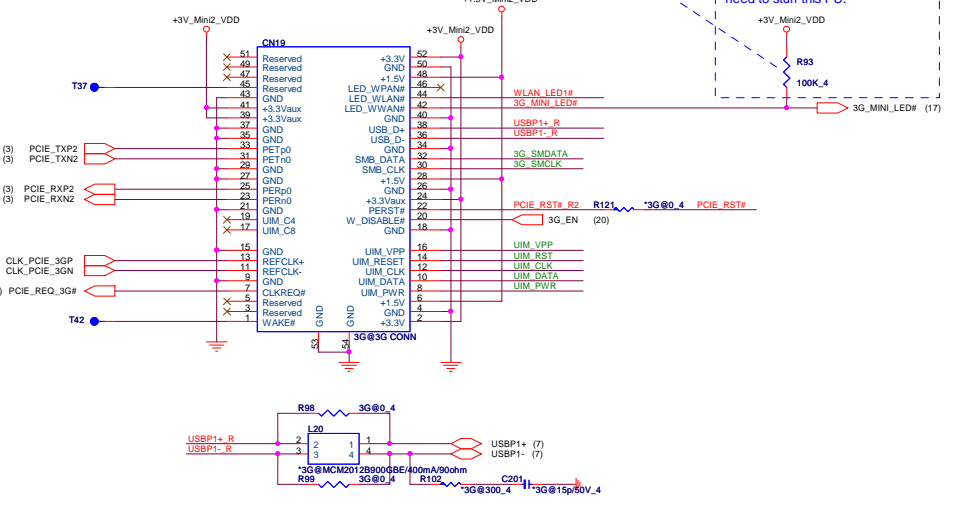 +3V_Mini2_VDD
+3V_Mini2_VDD
+3V_Mini2_VDD
CN19
R93
100K_4
3G_MINI_LED# (17)
51 Reserved +3.3V 52
49 Reserved GND 50
47 Reserved +1.5V 48
T37 45 Reserved LED_WPAN# 46
43 GND LED_WLAN# 44 WLAN_LED1#
41 +3.3Vaux LED_WWAN# 42 3G_MINI_LED#
39 +3.3Vaux GND 40
37 GND USB_D+ 38 USBP1+_R
35 GND USB_D- 36 USBP1-_R
(3) PCIE_TXP2 33 PETp0 GND 34
(3) PCIE_TXN2 31 PETn0 SMB_DATA 32 3G_SMDATA
29 GND SMB_CLK 30 3G_SMCLK
27 GND +1.5V 28
(3) PCIE_RXP2 25 PERp0 GND 26
(3) PCIE_RXN2 23 PERn0 +3.3Vaux 24
21 GND PERST# 22 PCIE_RST#_R2 R121 *3G@0_4 PCIE_RST#
19 UIM_C4 W_DISABLE# 20 3G_EN (20)
17 UIM_C8 GND 18
15 GND UIM_VPP 16 UIM_VPP
CLK_PCIE_3GP 13 REFCLK+ UIM_RESET 14 UIM_RST
CLK_PCIE_3GN 11 REFCLK- UIM_CLK 12 UIM_CLK
9 GND UIM_DATA 10 UIM_DATA
) PCIE_REQ_3G# 7 CLKREQ# UIM_PWR 8 UIM_PWR
5 Reserved +1.5V 6
3 Reserved GND 4
T42 1 WAKE# +3.3V 2
GND GND
53 54
3G@3G CONN
R98 3G@0_4
L20
USBP1+_R 2 2 1 1 USBP1+ (7)
USBP1-_R 3 3 4 4 USBP1- (7)
*3G@MCM2012B900GBE/400mA/90ohm
R99 3G@0_4 R102 *3G@300_4 C201 *3G@15p/50V_4